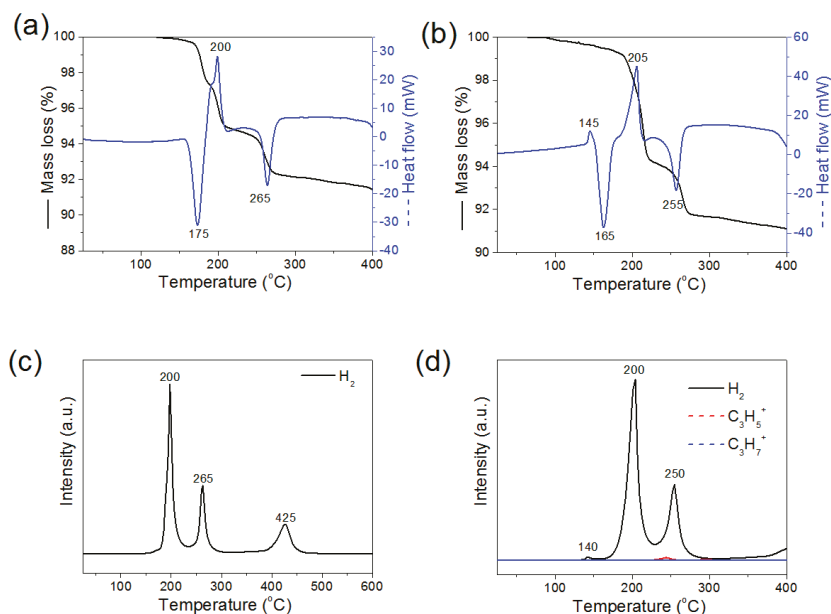 (a)
100
98
96
94
92
90
88
Mass loss (%)
200
175
265
30
20
10
0
-10
-20
-30
-40
Heat flow (mW)
100 200 300 400
Temperature (°C)
(b)
100
98
96
94
92
90
Mass loss (%)
205
145
165
255
60
40
20
0
-20
-40
Heat flow (mW)
100 200 300 400
Temperature (°C)
(c)
Intensity (a.u.)
200
H₂
265
425
100 200 300 400 500 600
Temperature (°C)
(d)
Intensity (a.u.)
200
H₂
C₃H₅⁺
C₃H₇⁺
250
140
100 200 300 400
Temperature (°C)